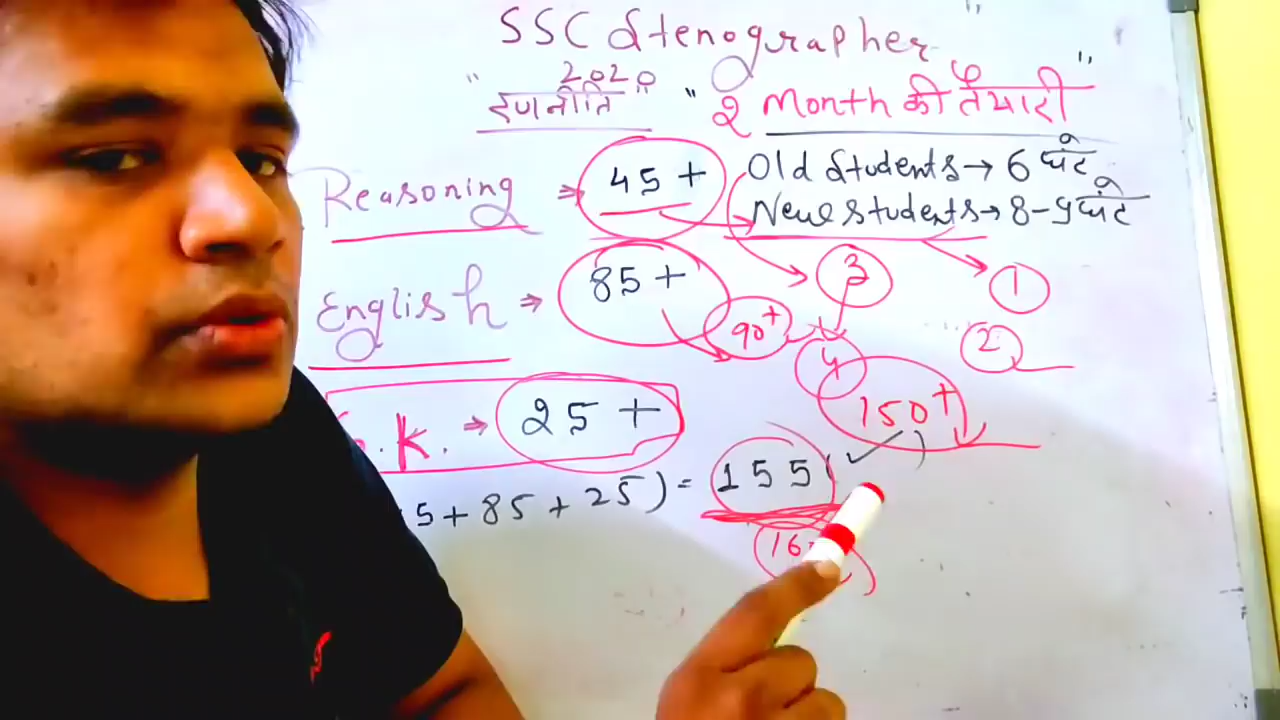 SSC Stenographer
2020
" रणनीति " " 2 Month की तैयारी "
Reasoning ⇒ 45+ Old Students → 6 घंटे
New Students → 8-9 घंटे
3 1
English ⇒ 85+ 90+ 4 2
.K. → 25+ 150+
5+85+25) = 155 ( ✓ )
16